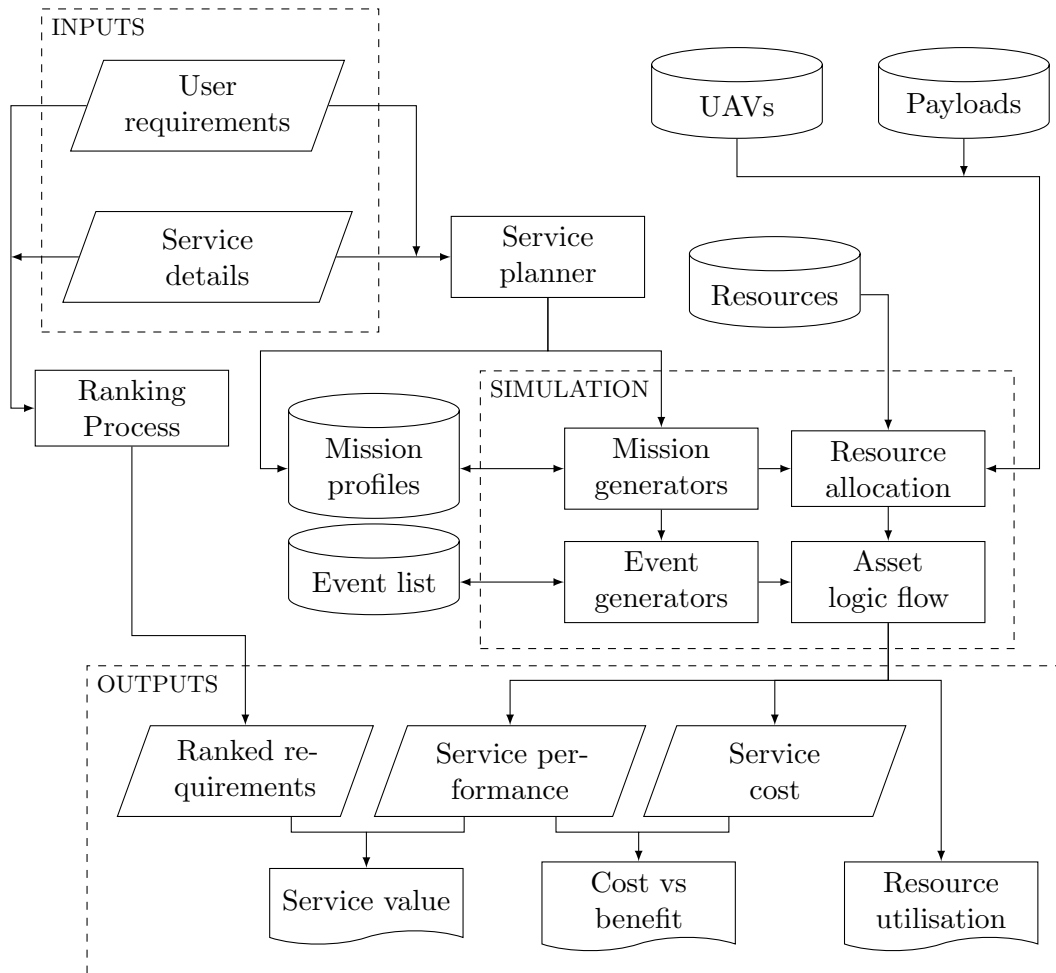 INPUTS
User
requirements
UAVs
Payloads
Service
details
Service
planner
Resources
Ranking
Process
SIMULATION
Mission
profiles
Mission
generators
Resource
allocation
Event list
Event
generators
Asset
logic flow
OUTPUTS
Ranked re-
quirements
Service per-
formance
Service
cost
Service value
Cost vs
benefit
Resource
utilisation